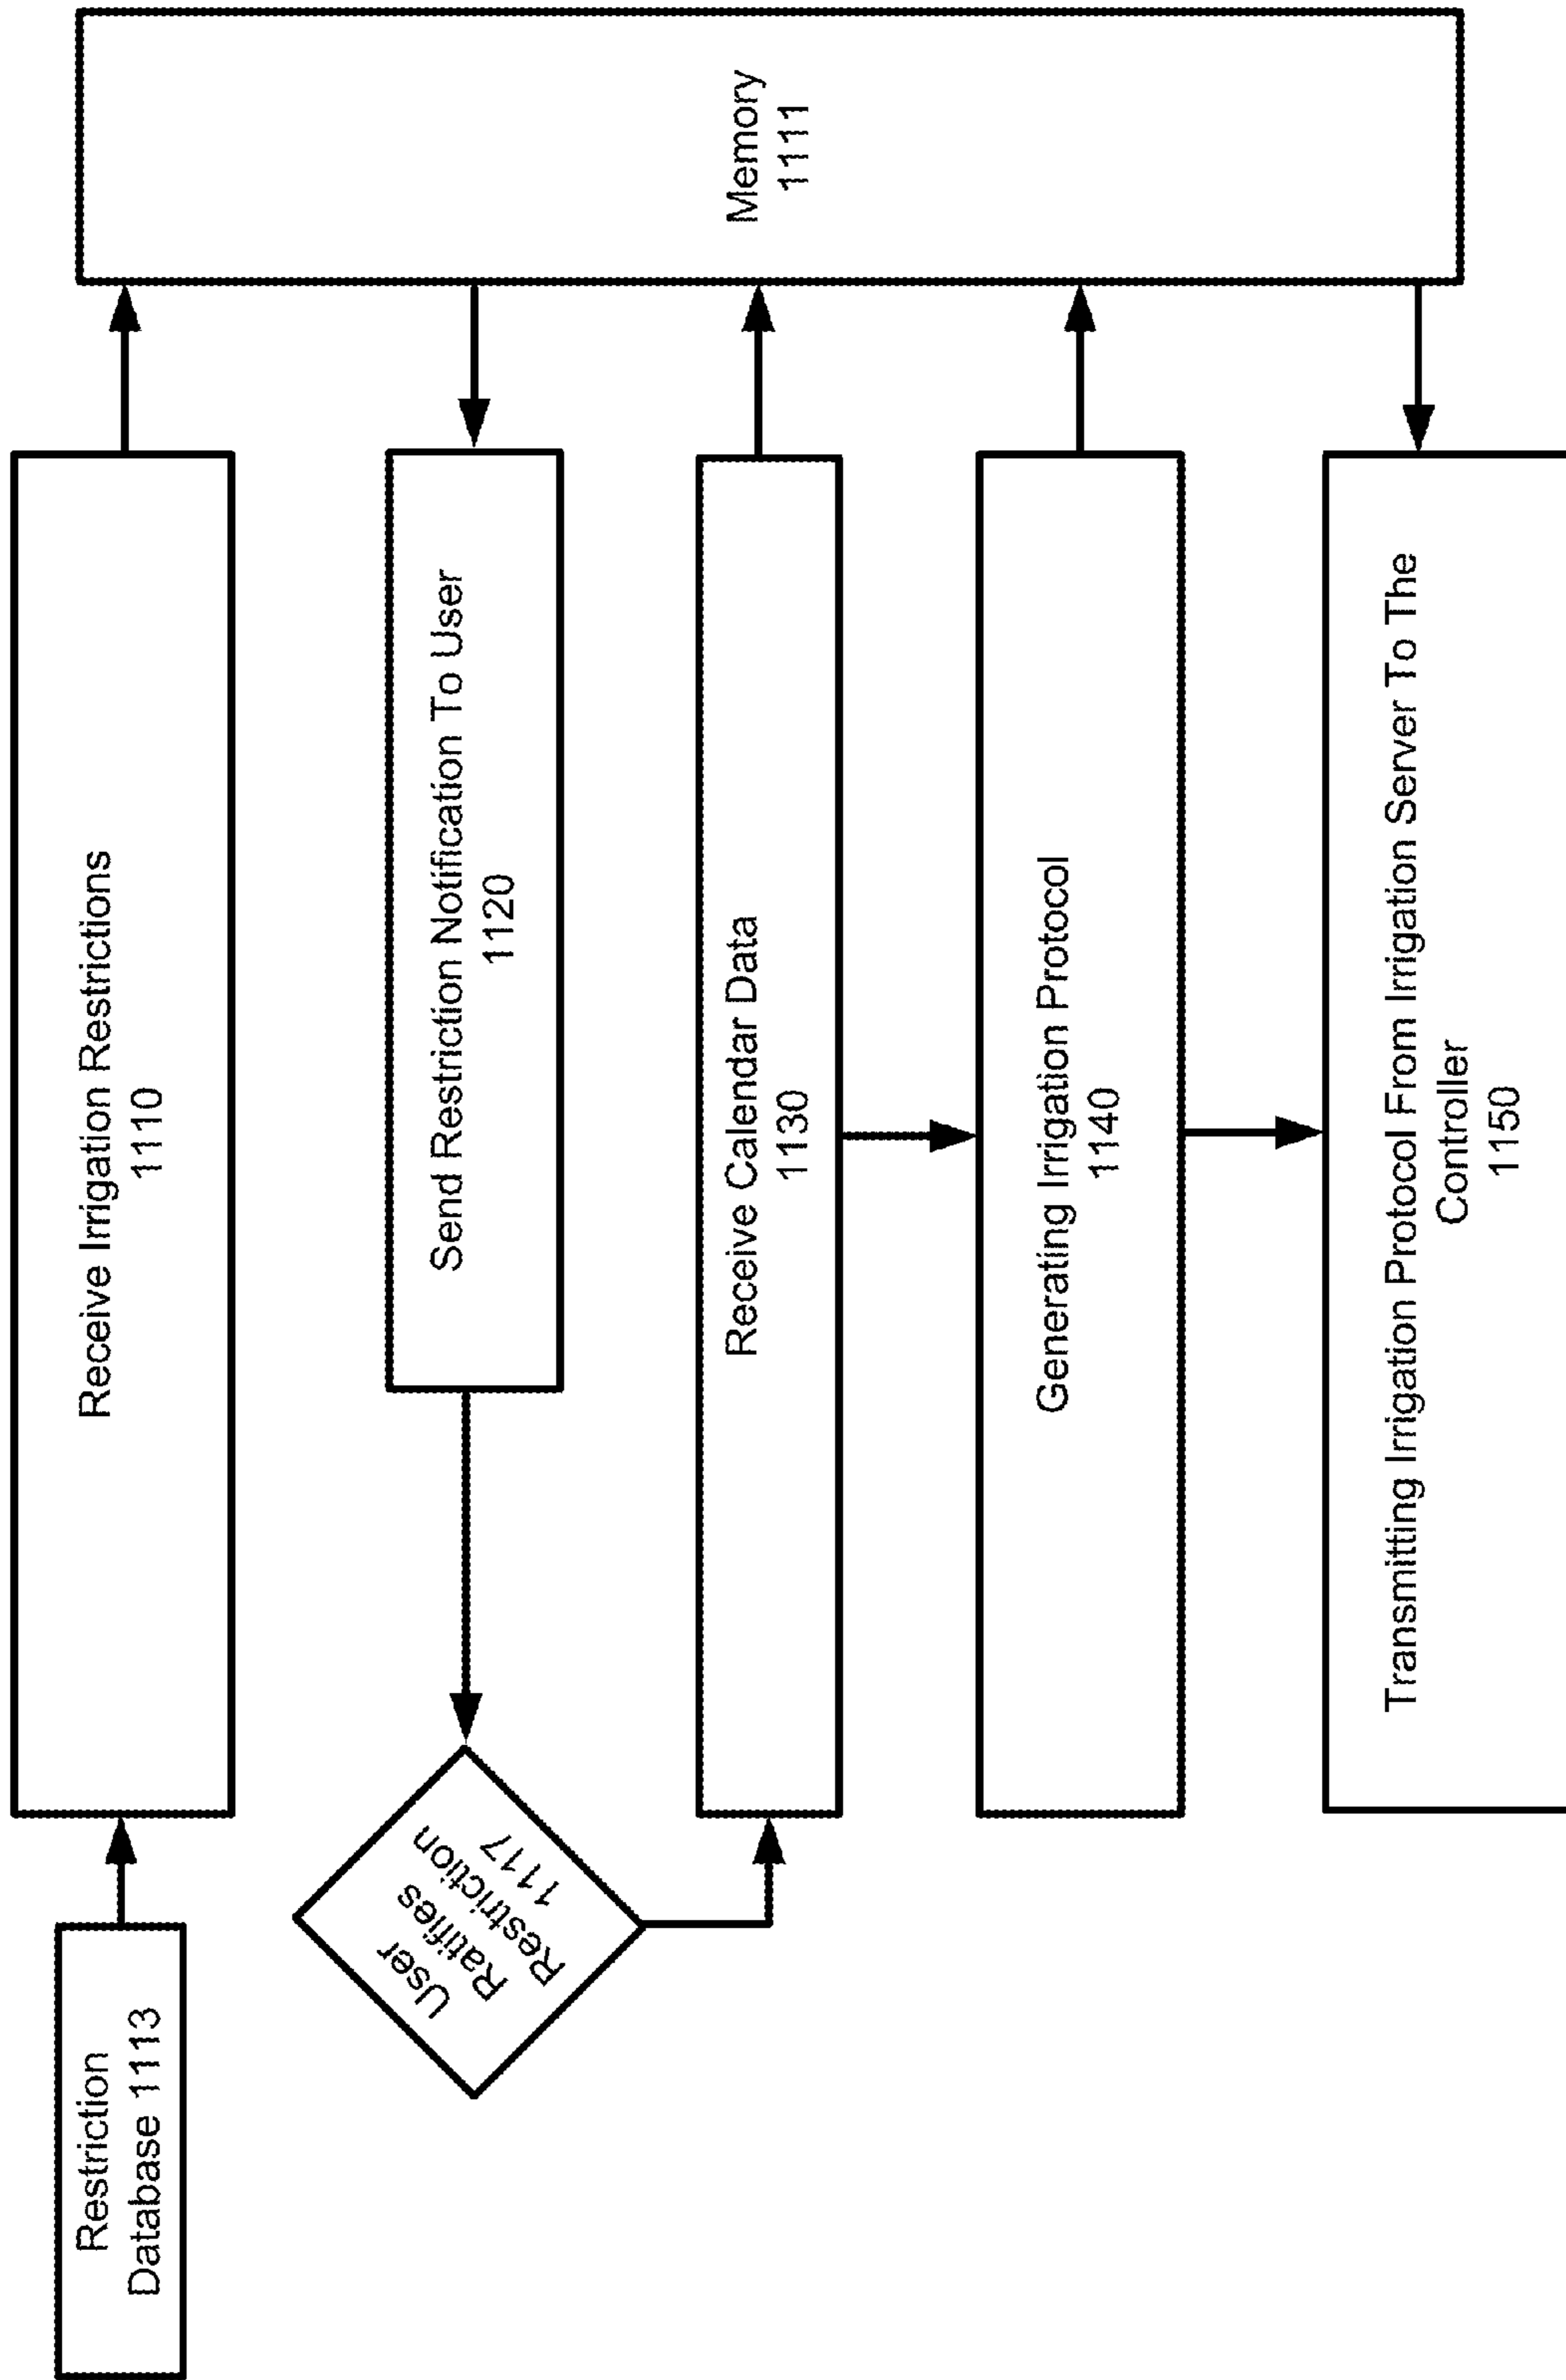 Restriction
Database 1113
Receive Irrigation Restrictions
1110
Memory
1111
Send Restriction Notification To User
1120
User
Ratifies
Restriction
1117
Receive Calendar Data
1130
Generating Irrigation Protocol
1140
Transmitting Irrigation Protocol From Irrigation Server To The
Controller
1150